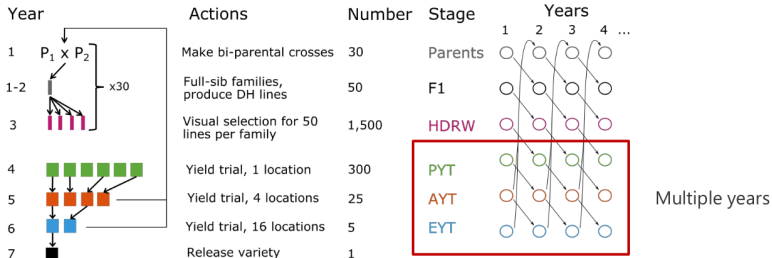 Year Actions Number Stage Years
1 2 3 4 ...
1 P1 x P2 Make bi-parental crosses 30 Parents
1-2 x30 Full-sib families, produce DH lines 50 F1
3 Visual selection for 50 lines per family 1,500 HDRW
4 Yield trial, 1 location 300 PYT
5 Yield trial, 4 locations 25 AYT Multiple years
6 Yield trial, 16 locations 5 EYT
7 Release variety 1